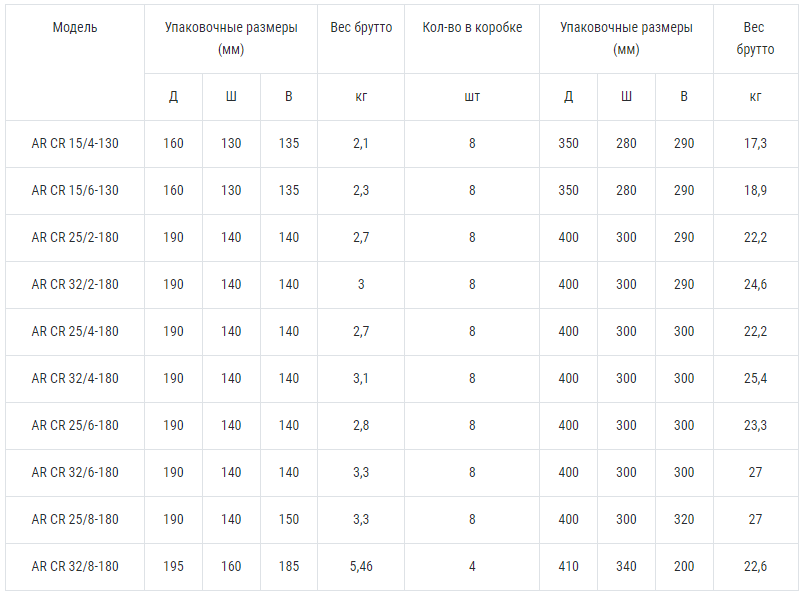 Модель Упаковочные размеры (мм) Вес брутто Кол-во в коробке Упаковочные размеры (мм) Вес брутто
Д Ш В кг шт Д Ш В кг
AR CR 15/4-130 160 130 135 2,1 8 350 280 290 17,3
AR CR 15/6-130 160 130 135 2,3 8 350 280 290 18,9
AR CR 25/2-180 190 140 140 2,7 8 400 300 290 22,2
AR CR 32/2-180 190 140 140 3 8 400 300 290 24,6
AR CR 25/4-180 190 140 140 2,7 8 400 300 300 22,2
AR CR 32/4-180 190 140 140 3,1 8 400 300 300 25,4
AR CR 25/6-180 190 140 140 2,8 8 400 300 300 23,3
AR CR 32/6-180 190 140 140 3,3 8 400 300 300 27
AR CR 25/8-180 190 140 150 3,3 8 400 300 320 27
AR CR 32/8-180 195 160 185 5,46 4 410 340 200 22,6